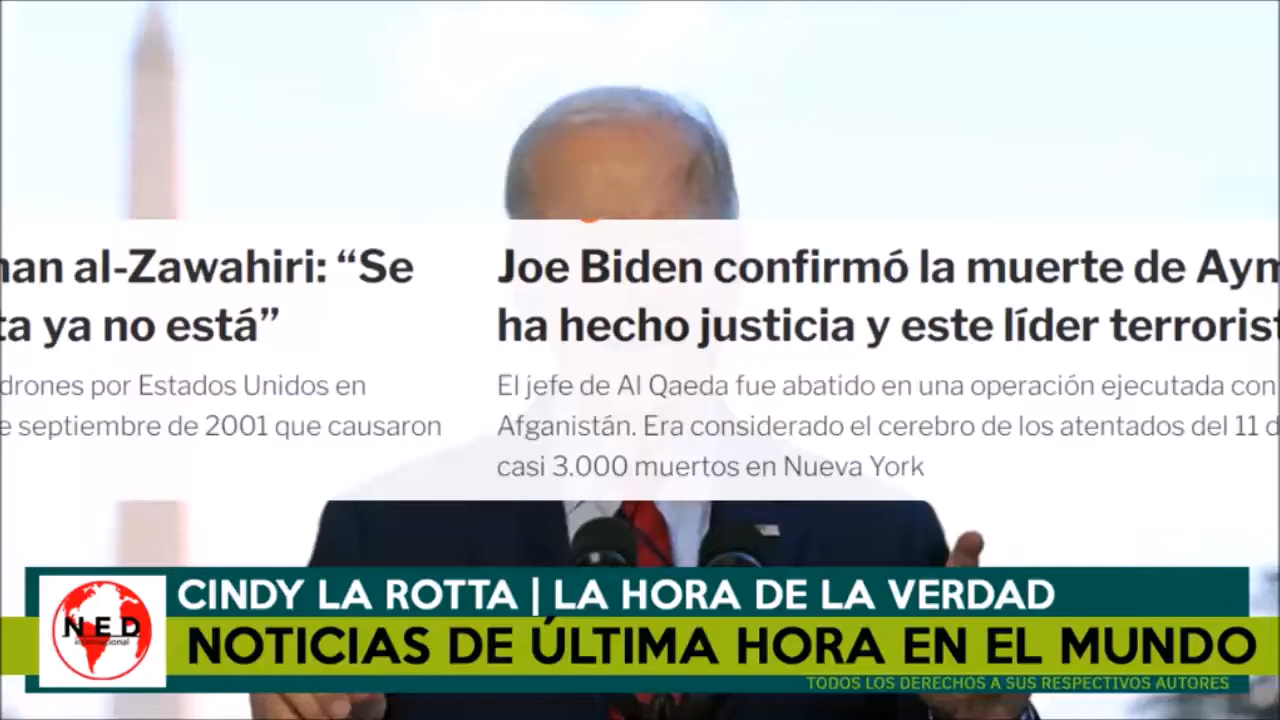 nan al-Zawahiri: “Se
ta ya no está”
drones por Estados Unidos en
e septiembre de 2001 que causaron
Joe Biden confirmó la muerte de Aym
ha hecho justicia y este líder terrorist
El jefe de Al Qaeda fue abatido en una operación ejecutada con
Afganistán. Era considerado el cerebro de los atentados del 11 d
casi 3.000 muertos en Nueva York
CINDY LA ROTTA | LA HORA DE LA VERDAD
N.E.D
internacional
NOTICIAS DE ÚLTIMA HORA EN EL MUNDO
TODOS LOS DERECHOS A SUS RESPECTIVOS AUTORES